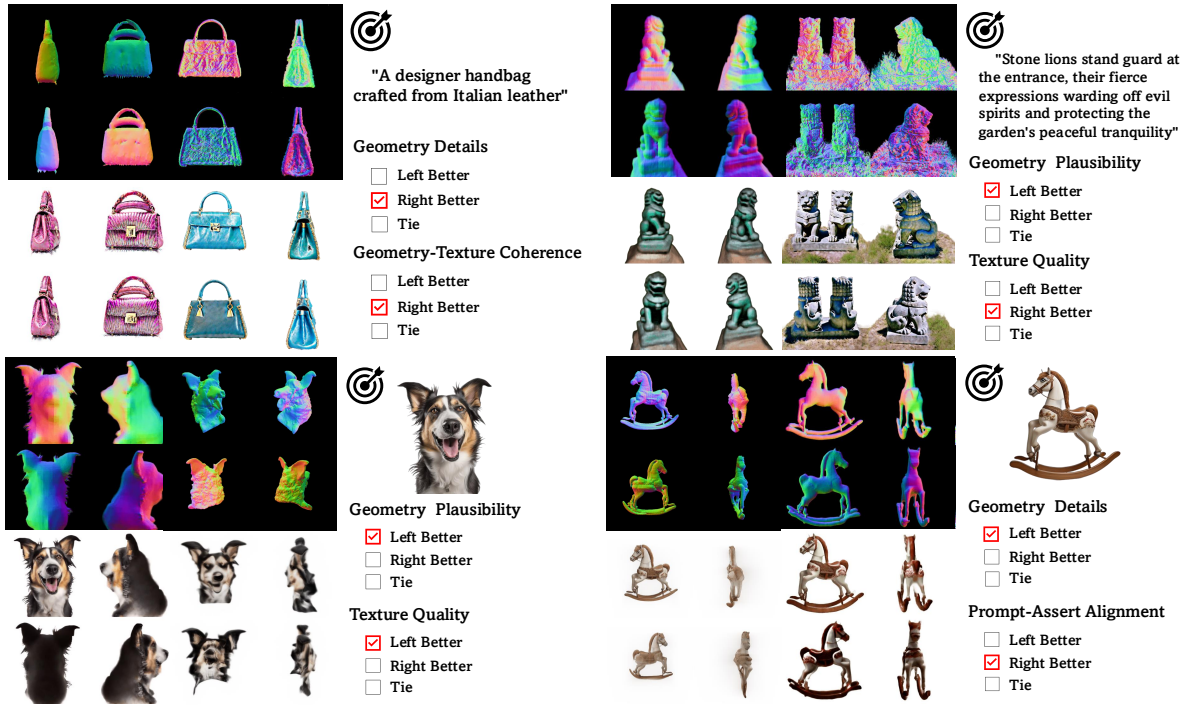 "A designer handbag
crafted from Italian leather"
Geometry Details
Left Better
Right Better
Tie
Geometry-Texture Coherence
Left Better
Right Better
Tie
"Stone lions stand guard at
the entrance, their fierce
expressions warding off evil
spirits and protecting the
garden's peaceful tranquility"
Geometry Plausibility
Left Better
Right Better
Tie
Texture Quality
Left Better
Right Better
Tie
Geometry Plausibility
Left Better
Right Better
Tie
Texture Quality
Left Better
Right Better
Tie
Geometry Details
Left Better
Right Better
Tie
Prompt-Assert Alignment
Left Better
Right Better
Tie